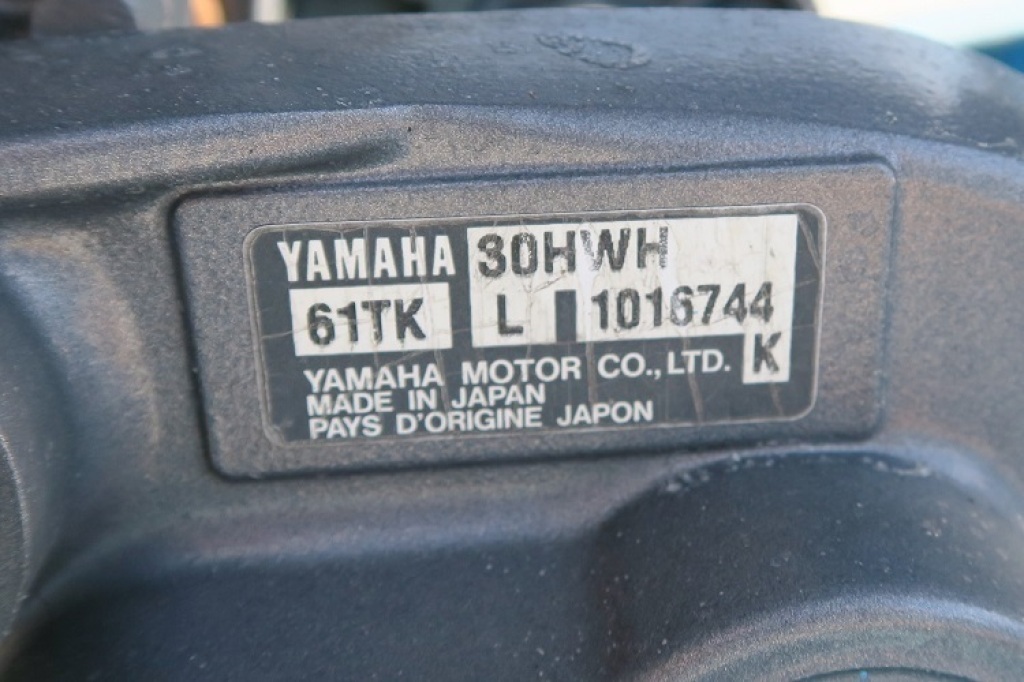 YAMAHA 30HWH
61TK L 1016744
K
YAMAHA MOTOR CO.,LTD.
MADE IN JAPAN
PAYS D'ORIGINE JAPON